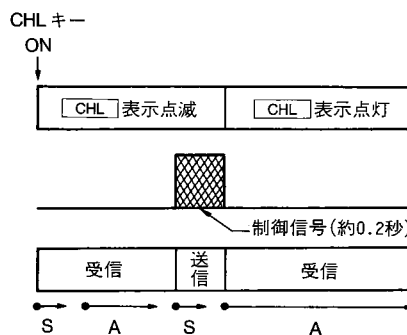 CHL キー
ON
CHL 表示点滅
CHL 表示点灯
制御信号(約0.2秒)
受信
送信
受信
S
A
S
A